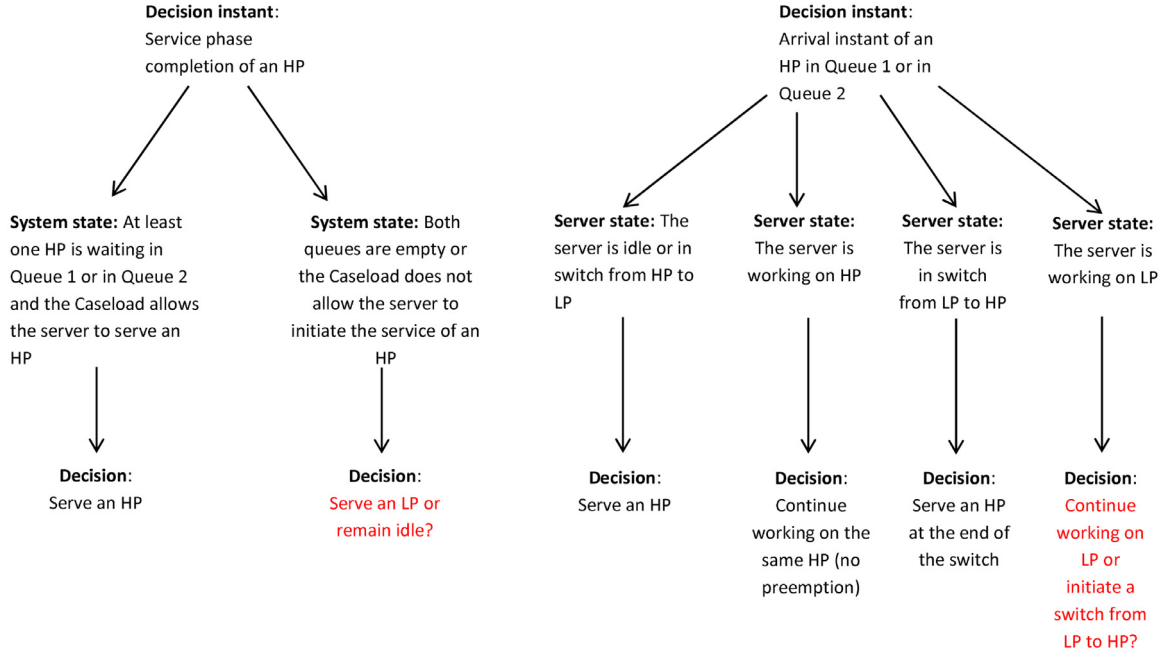 Decision instant:
Service phase
completion of an HP
System state: At least
one HP is waiting in
Queue 1 or in Queue 2
and the Caseload allows
the server to serve an
HP
Decision:
Serve an HP
System state: Both
queues are empty or
the Caseload does not
allow the server to
initiate the service of an
HP
Decision:
Serve an LP or
remain idle?
Decision instant:
Arrival instant of an
HP in Queue 1 or in
Queue 2
Server state: The
server is idle or in
switch from HP to
LP
Decision:
Serve an HP
Server state:
The server is
working on HP
Decision:
Continue
working on the
same HP (no
preemption)
Server state:
The server is
in switch
from LP to HP
Decision:
Serve an HP
at the end of
the switch
Server state:
The server is
working on LP
Decision:
Continue
working on
LP or
initiate a
switch from
LP to HP?